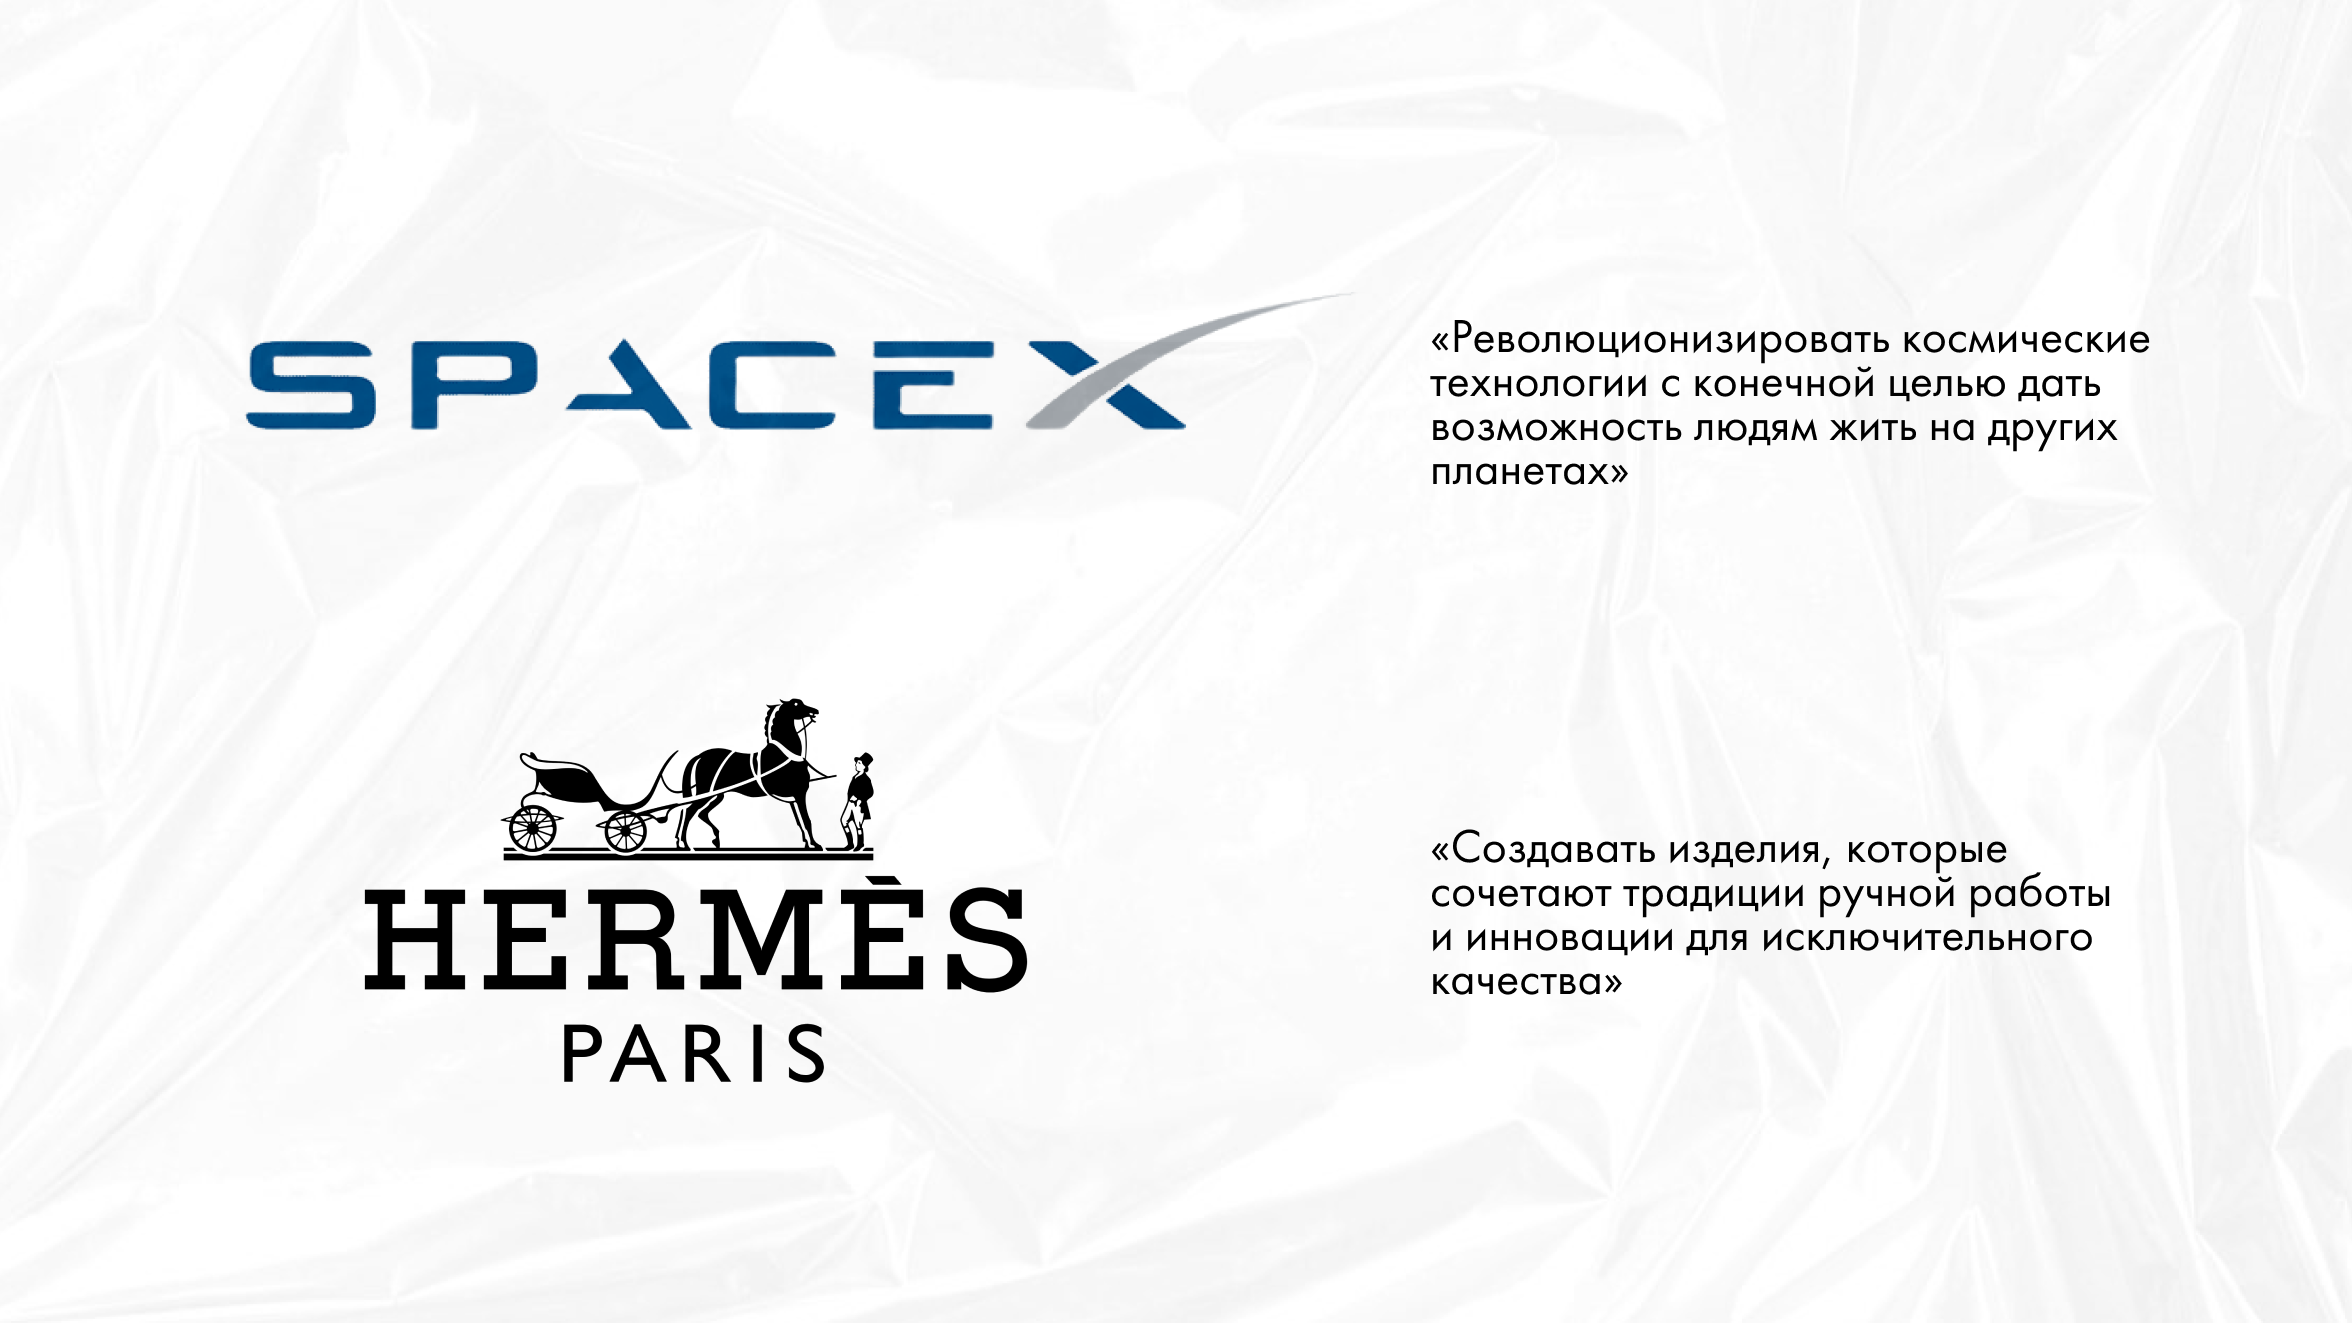 SPACEX
«Революционизировать космические
технологии с конечной целью дать
возможность людям жить на других
планетах»
HERMÈS
PARIS
«Создавать изделия, которые
сочетают традиции ручной работы
и инновации для исключительного
качества»